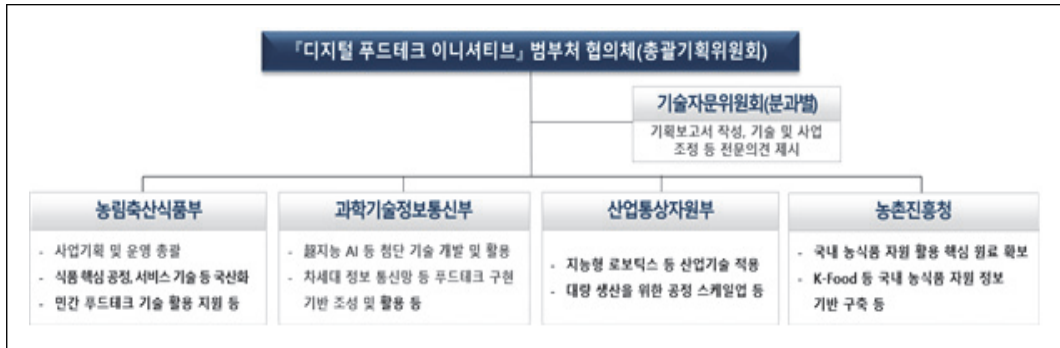 『디지털 푸드테크 이니셔티브』 범부처 협의체(총괄기획위원회)
기술자문위원회(분과별)
기획보고서 작성, 기술 및 사업
조정 등 전문의견 제시
농림축산식품부
- 사업기획 및 운영 총괄
- 식품 핵심 공정, 서비스 기술 등 국산화
- 민간 푸드테크 기술 활용 지원 등
과학기술정보통신부
- 超지능 AI 등 첨단 기술 개발 및 활용
- 차세대 정보 통신망 등 푸드테크 구현
기반 조성 및 활용 등
산업통상자원부
- 지능형 로보틱스 등 산업기술 적용
- 대량 생산을 위한 공정 스케일업 등
농촌진흥청
- 국내 농식품 자원 활용 핵심 원료 확보
- K-Food 등 국내 농식품 자원 정보
기반 구축 등